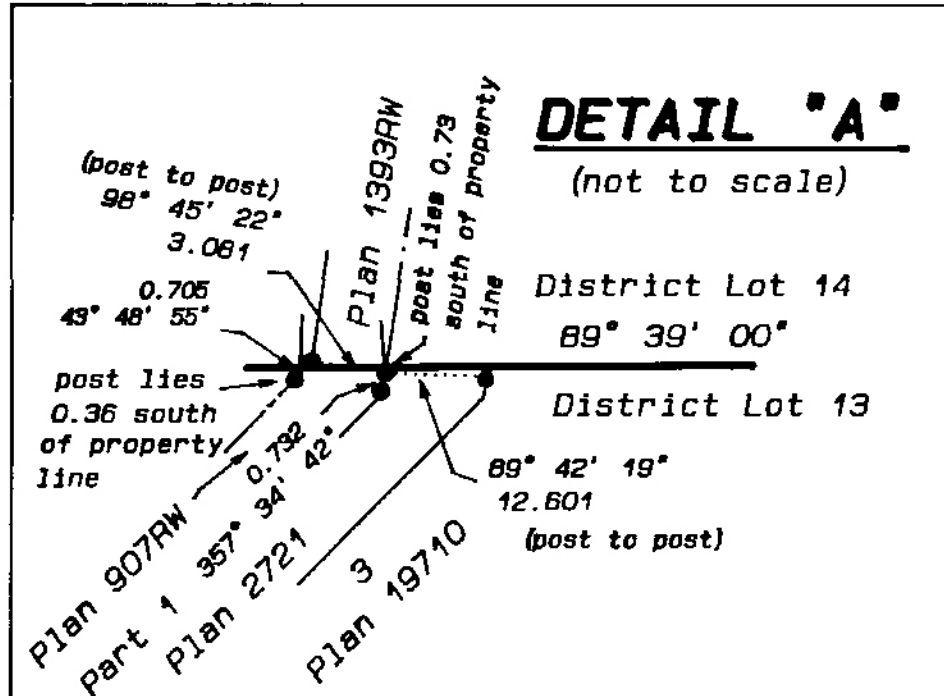 DETAIL "A"
(not to scale)
(post to post)
98° 45' 22"
3.081
Plan 1393RW
post lies 0.73
south of property
line
0.705
49° 48' 55"
District Lot 14
89° 39' 00"
post lies
0.36 south
of property
line
District Lot 13
89° 42' 19"
12.601
(post to post)
Plan 907RW
0.732
Part 1 357° 34' 42"
Plan 2721
3
Plan 19710